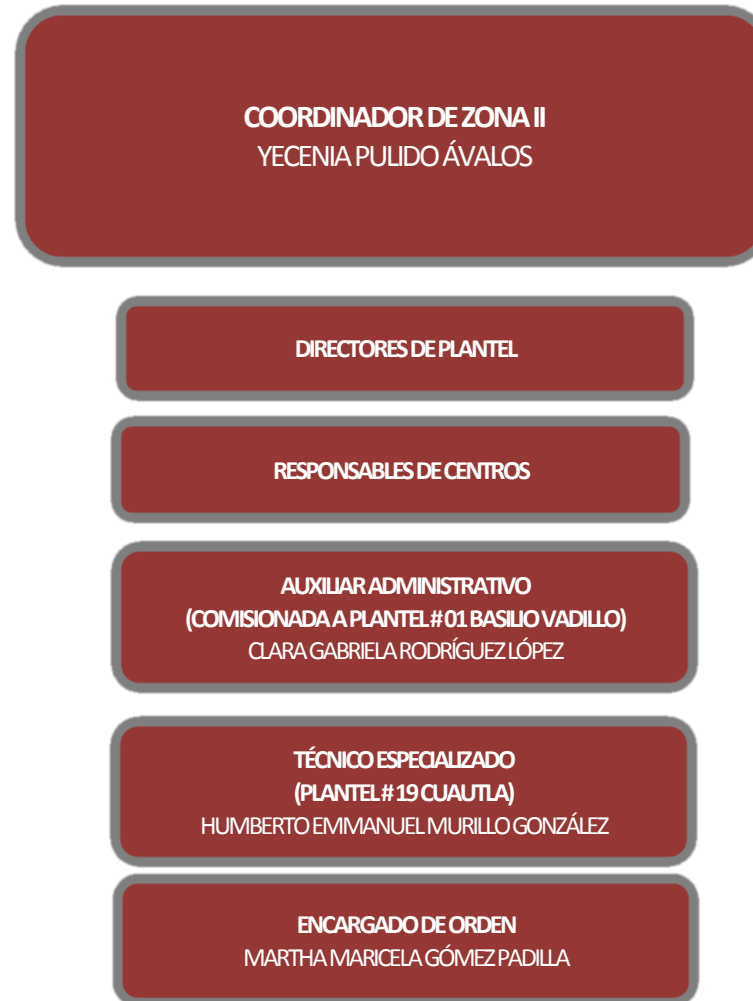 COORDINADOR DE ZONA II
YECENIA PULIDO ÁVALOS
DIRECTORES DE PLANTEL
RESPONSABLES DE CENTROS
AUXILIAR ADMINISTRATIVO
(COMISIONADA A PLANTEL # 01 BASILIO VADILLO)
CLARA GABRIELA RODRÍGUEZ LÓPEZ
TÉCNICO ESPECIALIZADO
(PLANTEL # 19 CUAUTLA)
HUMBERTO EMMANUEL MURILLO GONZÁLEZ
ENCARGADO DE ORDEN
MARTHA MARICELA GÓMEZ PADILLA